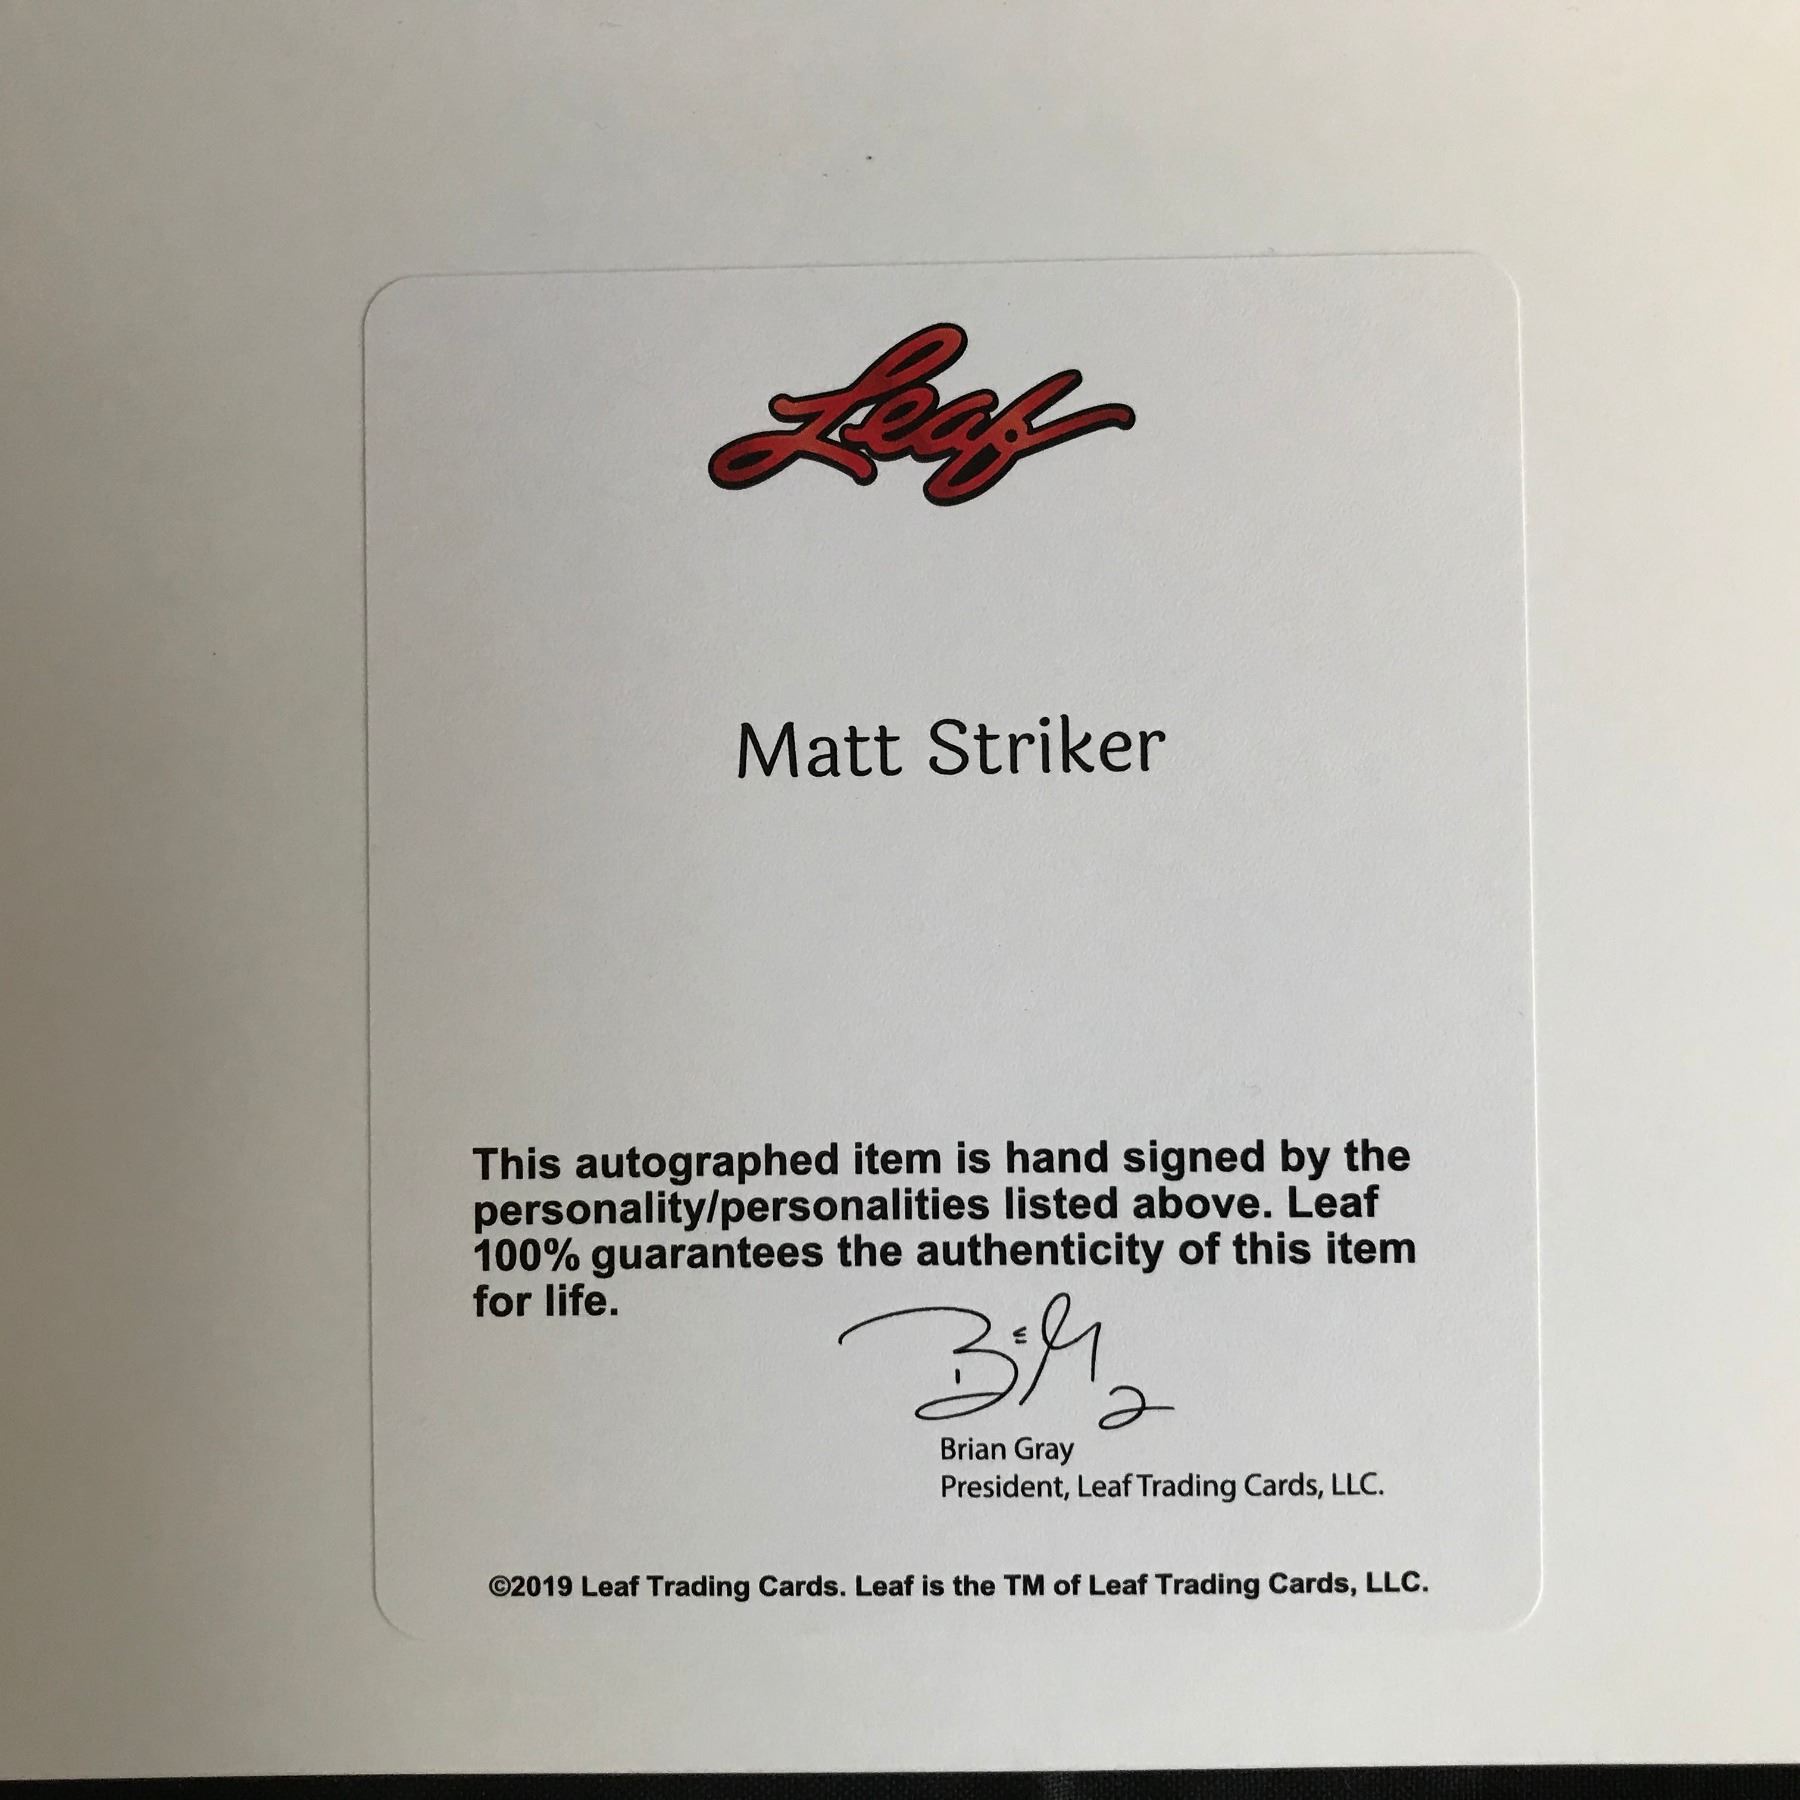 Leaf
Matt Striker
This autographed item is hand signed by the
personality/personalities listed above. Leaf
100% guarantees the authenticity of this item
for life.
Brian Gray
President, Leaf Trading Cards, LLC.
©2019 Leaf Trading Cards. Leaf is the TM of Leaf Trading Cards, LLC.